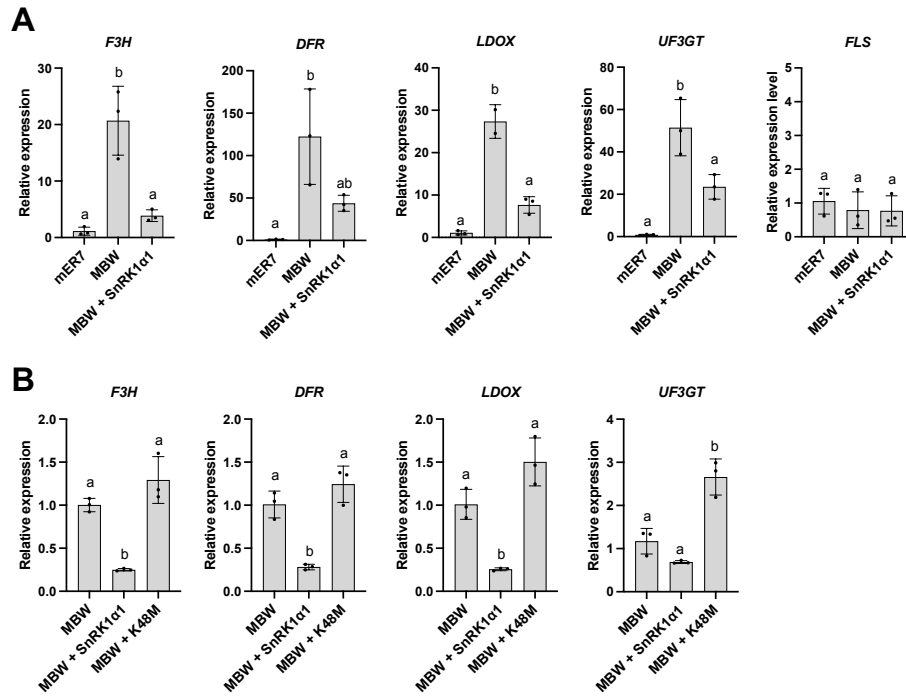 A
F3H
DFR
LDOX
UF3GT
FLS
Relative expression
30
20
10
0
a
b
a
mER7
MBW
MBW + SnRK1α1
Relative expression
200
150
100
50
0
a
b
ab
mER7
MBW
MBW + SnRK1α1
Relative expression
40
30
20
10
0
a
b
a
mER7
MBW
MBW + SnRK1α1
Relative expression
80
60
40
20
0
a
b
a
mER7
MBW
MBW + SnRK1α1
Relative expression level
5
4
3
2
1
0
a
a
a
mER7
MBW
MBW + SnRK1α1
B
F3H
DFR
LDOX
UF3GT
Relative expression
2.0
1.5
1.0
0.5
0.0
a
b
a
MBW
MBW + SnRK1α1
MBW + K48M
Relative expression
2.0
1.5
1.0
0.5
0.0
a
b
a
MBW
MBW + SnRK1α1
MBW + K48M
Relative expression
2.0
1.5
1.0
0.5
0.0
a
b
a
MBW
MBW + SnRK1α1
MBW + K48M
Relative expression
4
3
2
1
0
a
a
b
MBW
MBW + SnRK1α1
MBW + K48M